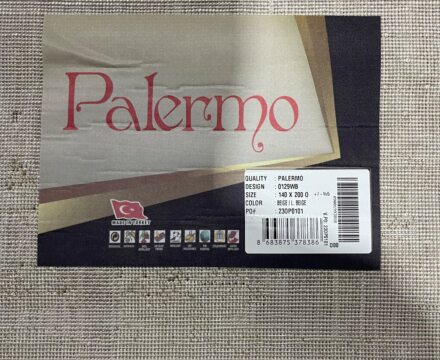 Palermo
MADE IN TURKEY
QUALITY : PALERMO
DESIGN : 0129WB
SIZE : 140 X 200 O +/- %5
COLOR : BEIGE / L. BEIGE
PO# : 230P0101
8 683875 378386